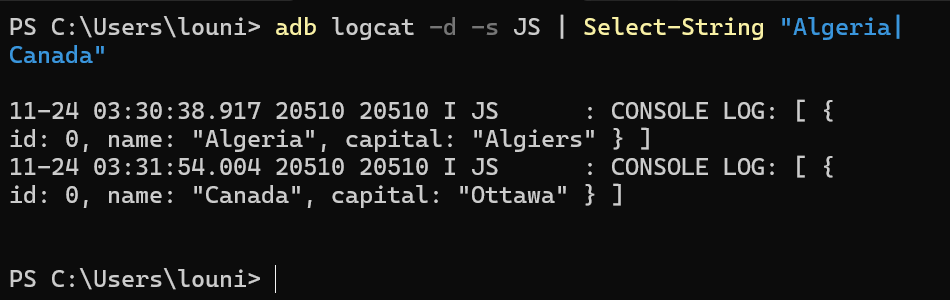 PS C:\Users\louni> adb logcat -d -s JS | Select-String "Algeria|
Canada"
11-24 03:30:38.917 20510 20510 I JS      : CONSOLE LOG: [ {
id: 0, name: "Algeria", capital: "Algiers" } ]
11-24 03:31:54.004 20510 20510 I JS      : CONSOLE LOG: [ {
id: 0, name: "Canada", capital: "Ottawa" } ]
PS C:\Users\louni>